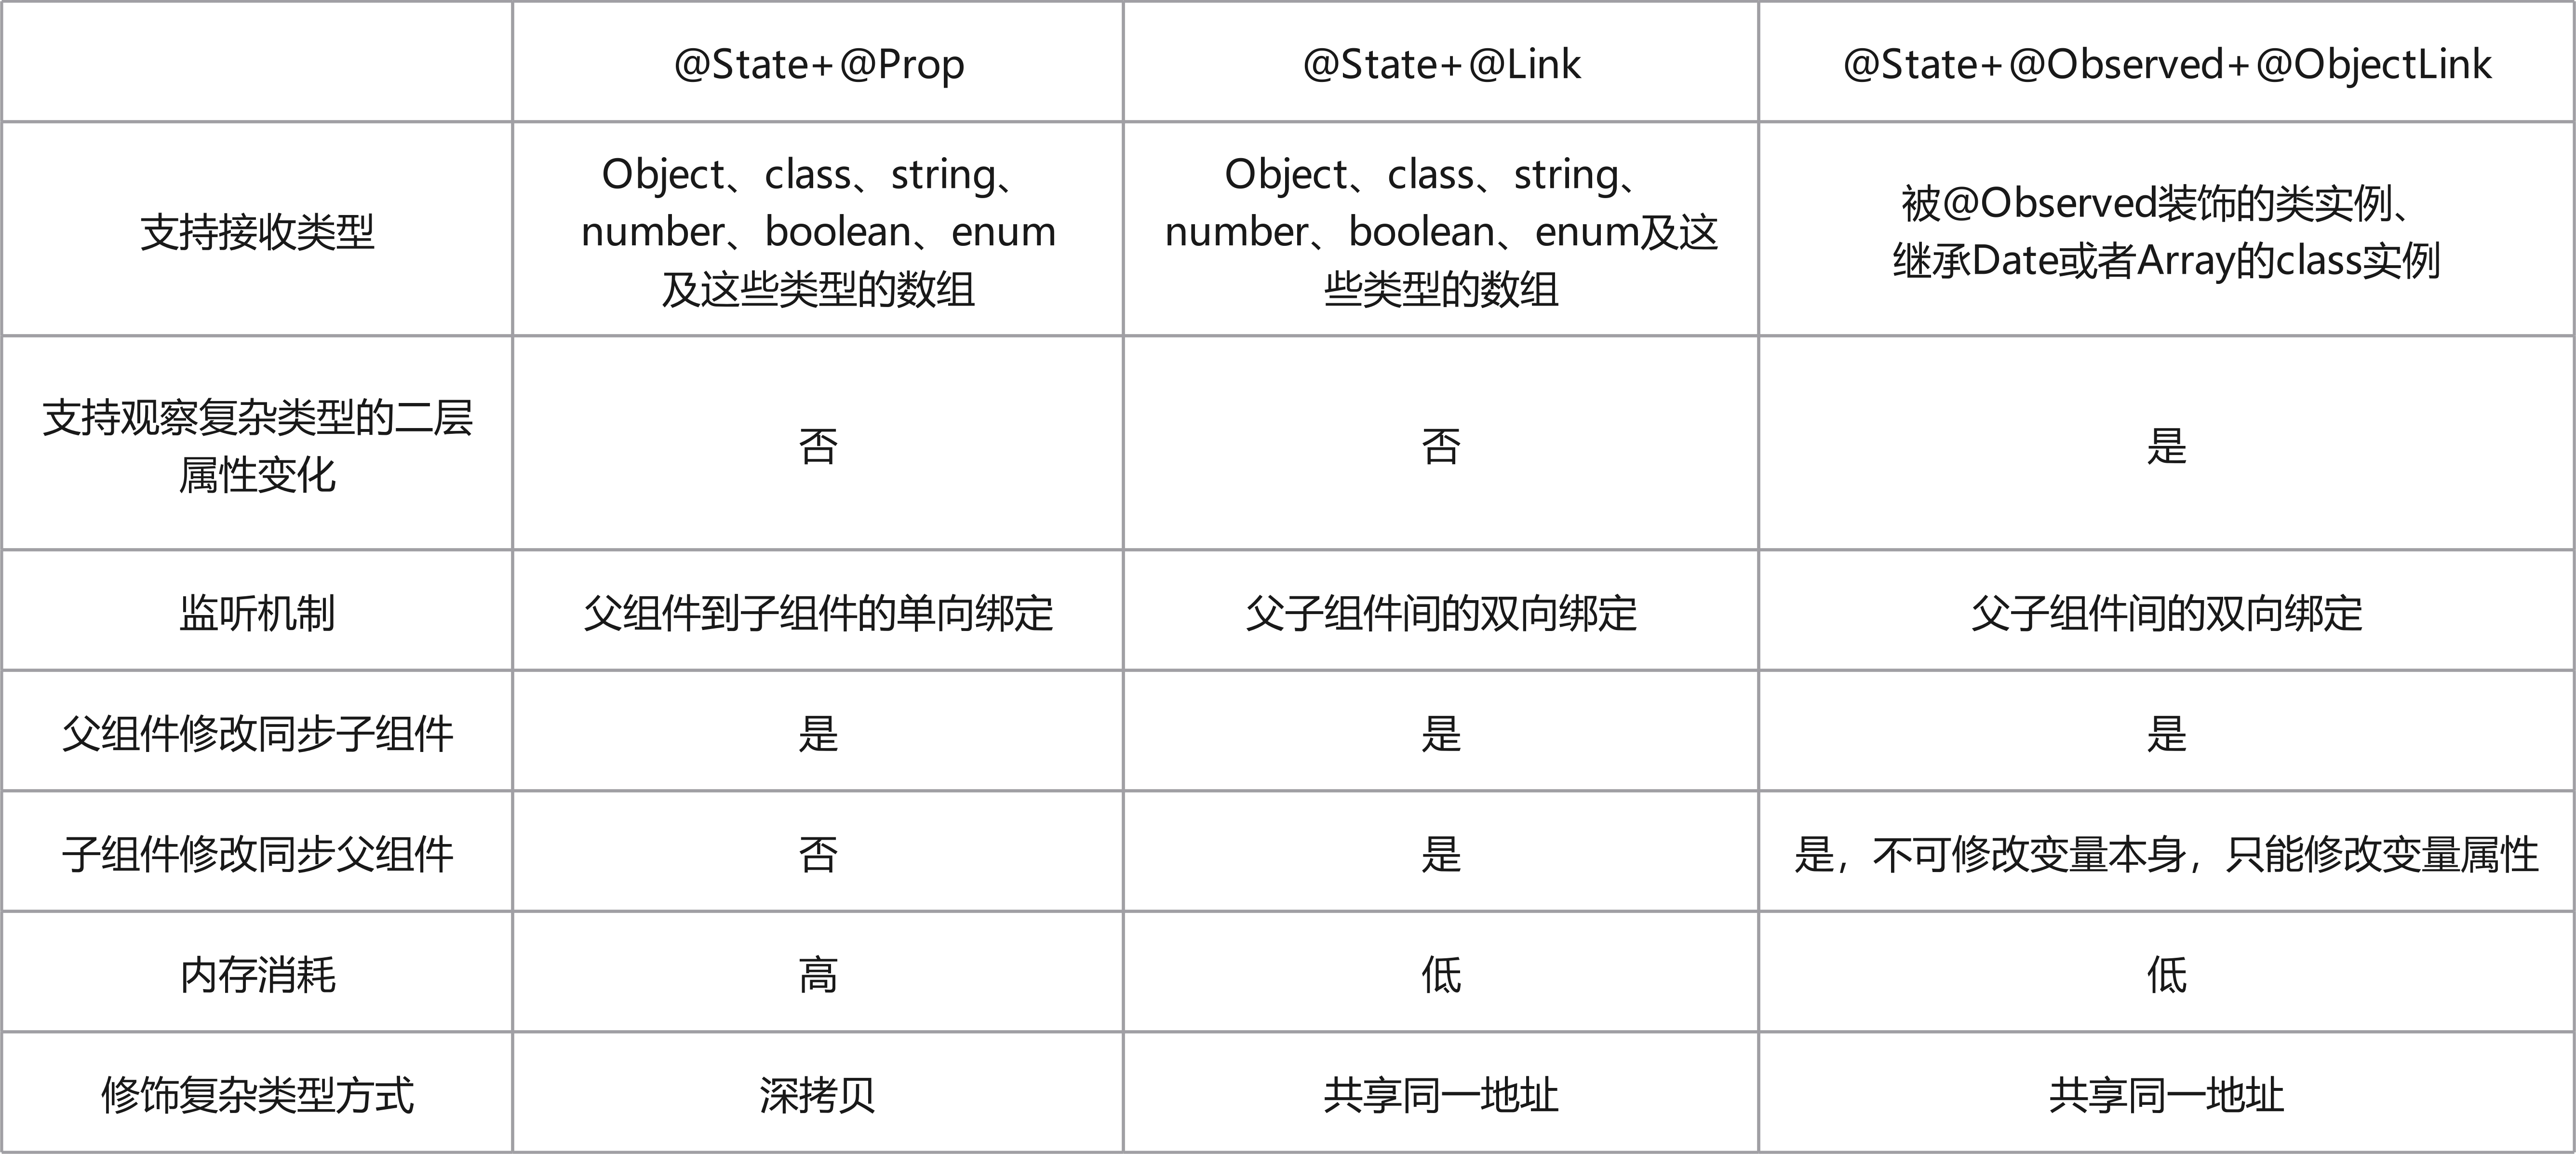 @State+@Prop
@State+@Link
@State+@Observed+@ObjectLink
支持接收类型
Object、class、string、
number、boolean、enum
及这些类型的数组
Object、class、string、
number、boolean、enum及这
些类型的数组
被@Observed装饰的类实例、
继承Date或者Array的class实例
支持观察复杂类型的二层
属性变化
否
否
是
监听机制
父组件到子组件的单向绑定
父子组件间的双向绑定
父子组件间的双向绑定
父组件修改同步子组件
是
是
是
子组件修改同步父组件
否
是
是，不可修改变量本身，只能修改变量属性
内存消耗
高
低
低
修饰复杂类型方式
深拷贝
共享同一地址
共享同一地址